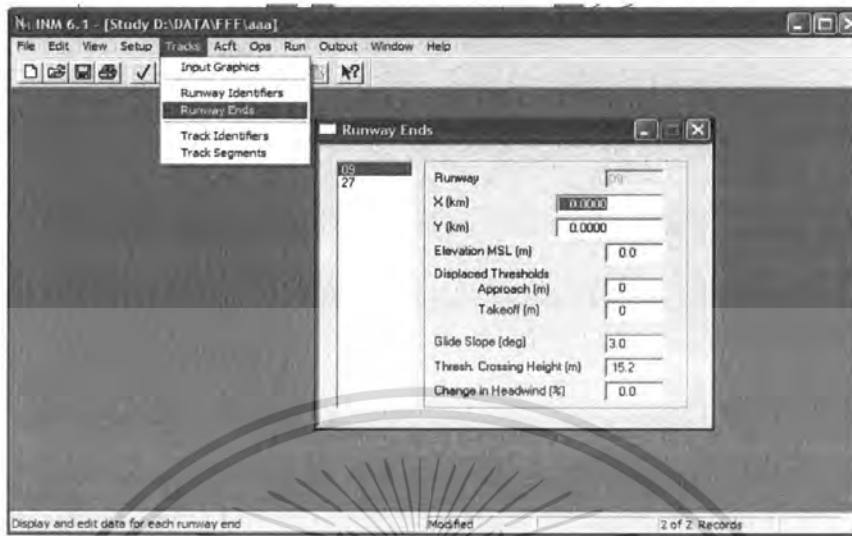 INM 6.1 - [Study D:\DATA\FFF\aaa]
File Edit View Setup Tracks Acft Ops Run Output Window Help
Input Graphics
Runway Identifiers
Runway Ends
Track Identifiers
Track Segments
Runway Ends
09
27
Runway 09
X (km) 0.0000
Y (km) 0.0000
Elevation MSL (m) 0.0
Displaced Thresholds
Approach (m) 0
Takeoff (m) 0
Glide Slope (deg) 3.0
Thresh. Crossing Height (m) 15.2
Change in Headwind (%) 0.0
Display and edit data for each runway end Modified 2 of 2 Records